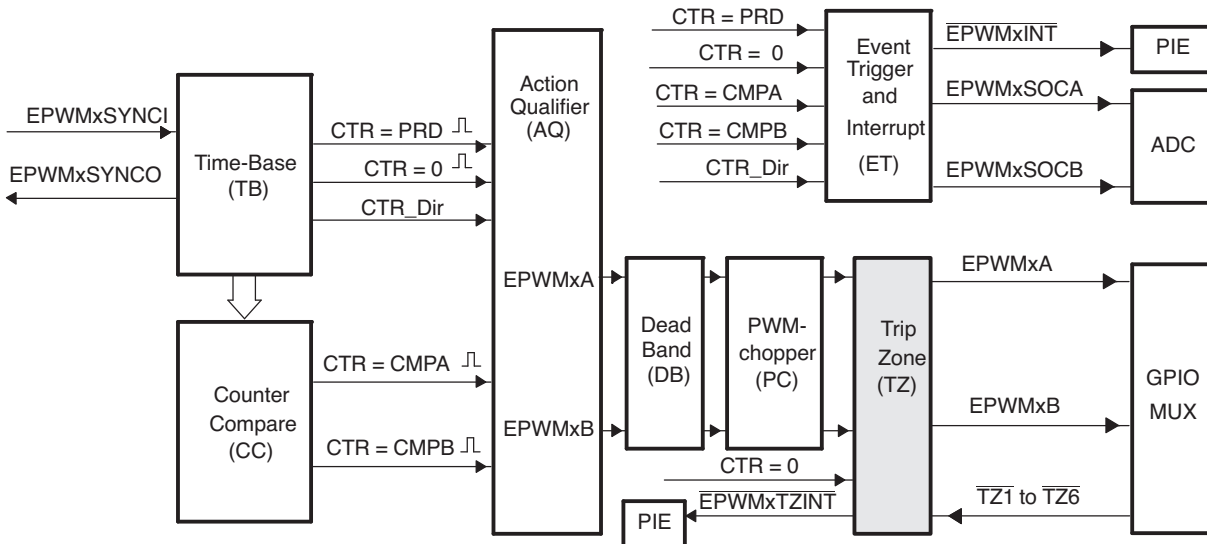 EPWMxSYNCI
EPWMxSYNCO
Time-Base
(TB)
CTR = PRD
CTR = 0
CTR_Dir
Counter
Compare
(CC)
CTR = CMPA
CTR = CMPB
Action
Qualifier
(AQ)
EPWMxA
EPWMxB
CTR = PRD
CTR = 0
CTR = CMPA
CTR = CMPB
CTR_Dir
Event
Trigger
and
Interrupt
(ET)
EPWMxINT
EPWMxSOCA
EPWMxSOCB
PIE
ADC
Dead
Band
(DB)
PWM-
chopper
(PC)
Trip
Zone
(TZ)
CTR = 0
EPWMxTZINT
PIE
EPWMxA
EPWMxB
TZ1 to TZ6
GPIO
MUX